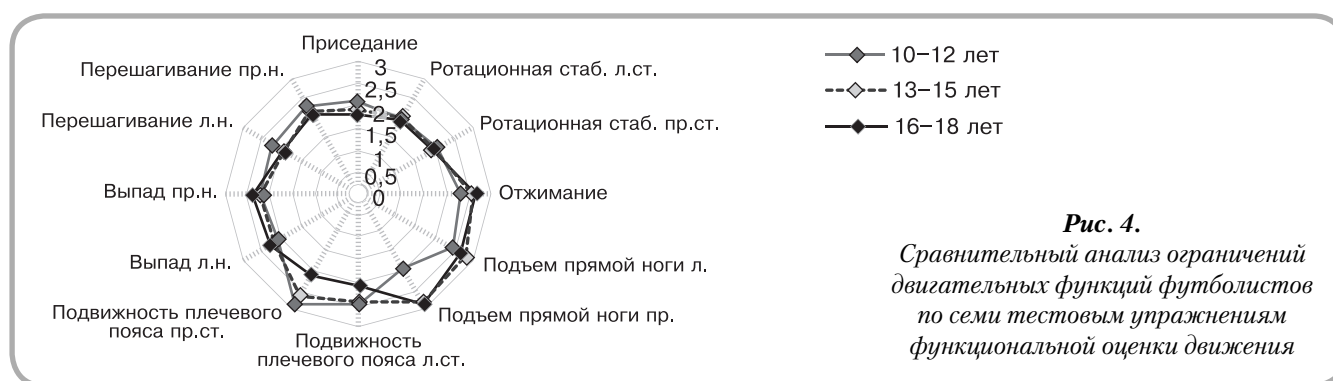 Приседание
Перешагивание пр.н.
Ротационная стаб. л.ст.
Перешагивание л.н.
Ротационная стаб. пр.ст.
Выпад пр.н.
Отжимание
Выпад л.н.
Подъем прямой ноги л.
Подвижность плечевого
пояса пр.ст.
Подъем прямой ноги пр.
Подвижность
плечевого пояса л.ст.
3
2,5
2
1,5
1
0,5
0
10–12 лет
13–15 лет
16–18 лет
Рис. 4.
Сравнительный анализ ограничений
двигательных функций футболистов
по семи тестовым упражнениям
функциональной оценки движения